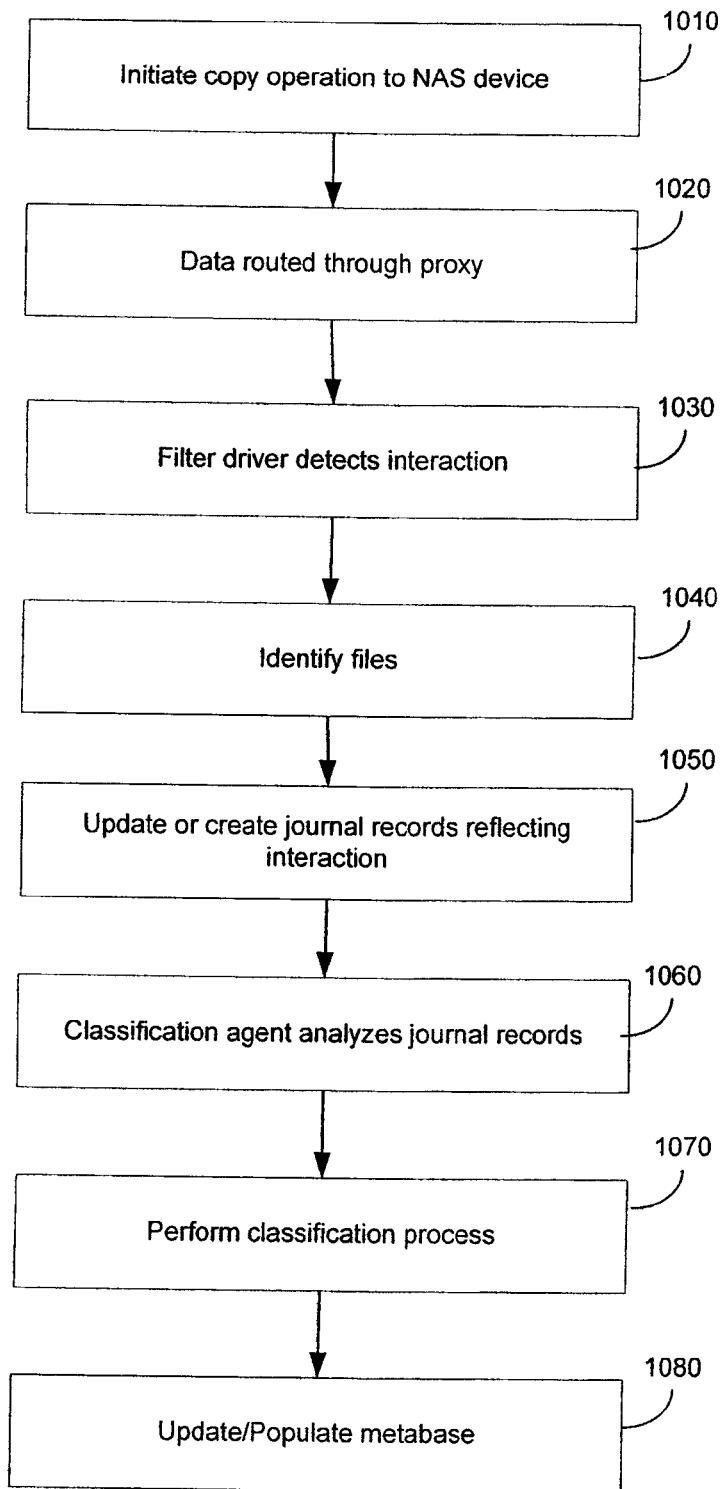 1010
Initiate copy operation to NAS device
1020
Data routed through proxy
1030
Filter driver detects interaction
1040
Identify files
1050
Update or create journal records reflecting
interaction
1060
Classification agent analyzes journal records
1070
Perform classification process
1080
Update/Populate metabase